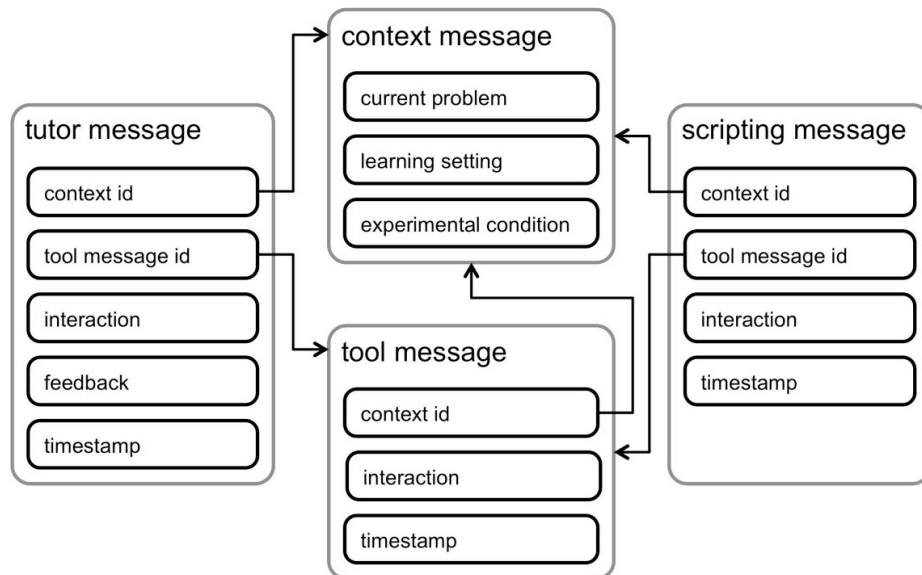 context message
current problem
learning setting
experimental condition
tutor message
context id
tool message id
interaction
feedback
timestamp
scripting message
context id
tool message id
interaction
timestamp
tool message
context id
interaction
timestamp